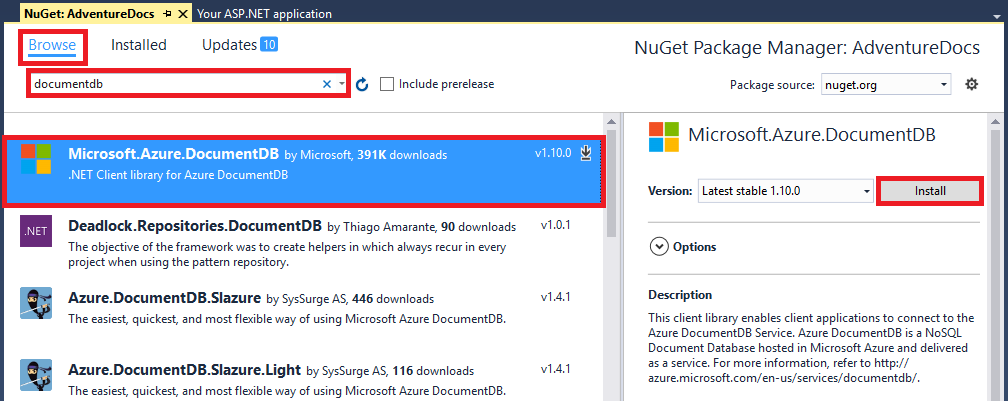 NuGet: AdventureDocs
Your ASP.NET application
Browse
Installed
Updates 10
NuGet Package Manager: AdventureDocs
documentdb
Include prerelease
Package source: nuget.org
Microsoft.Azure.DocumentDB by Microsoft, 391K downloads v1.10.0
.NET Client library for Azure DocumentDB
.NET
Deadlock.Repositories.DocumentDB by Thiago Amarante, 90 downloads v1.0.1
The objective of the framework was to create helpers in which always recur in every
project when using the pattern repository.
Azure.DocumentDB.Slazure by SysSurge AS, 446 downloads v1.4.1
The easiest, quickest, and most flexible way of using Microsoft Azure DocumentDB.
Azure.DocumentDB.Slazure.Light by SysSurge AS, 116 downloads v1.4.1
The easiest, quickest, and most flexible way of using Microsoft Azure DocumentDB.
Microsoft.Azure.DocumentDB
Version: Latest stable 1.10.0 Install
Options
Description
This client library enables client applications to connect to the
Azure DocumentDB Service. Azure DocumentDB is a NoSQL
Document Database hosted in Microsoft Azure and delivered
as a service. For more information, refer to http://
azure.microsoft.com/en-us/services/documentdb/.